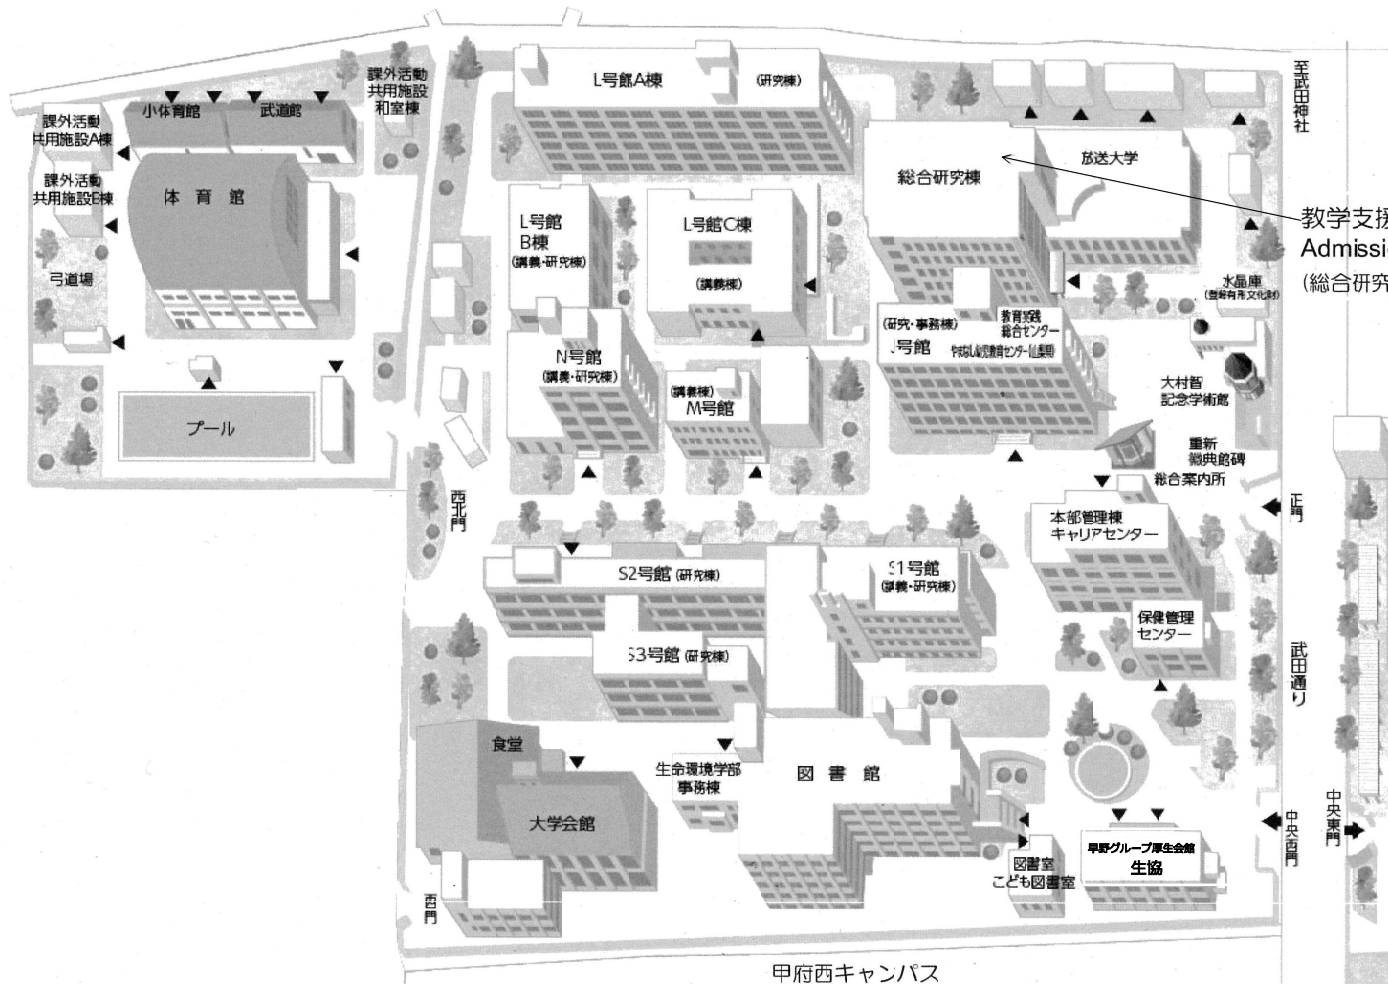 課外活動
共用施設
和室棟
L号館A棟
(研究棟)
至武田神社
課外活動
共用施設A棟
小体育館
武道館
課外活動
共用施設B棟
体育館
総合研究棟
放送大学
L号館
B棟
(講義・研究棟)
L号館C棟
(講義棟)
教学支援
Admissi
(総合研究
弓道場
水晶庫
(登録有形文化財)
(研究・事務棟)
J号館
教育実践
総合センター
N号館
(講義・研究棟)
(講義棟)
M号館
大村智
記念学術館
プール
重新
徽典館碑
総合案内所
西北門
正門
本部管理棟
キャリアセンター
S2号館(研究棟)
S1号館
(講義・研究棟)
保健管理
センター
S3号館(研究棟)
武田通り
食堂
生命環境学部
事務棟
図書館
大学会館
中央西門
中央東門
早野グループ厚生会館
生協
図書室
こども図書室
西門
甲府西キャンパス